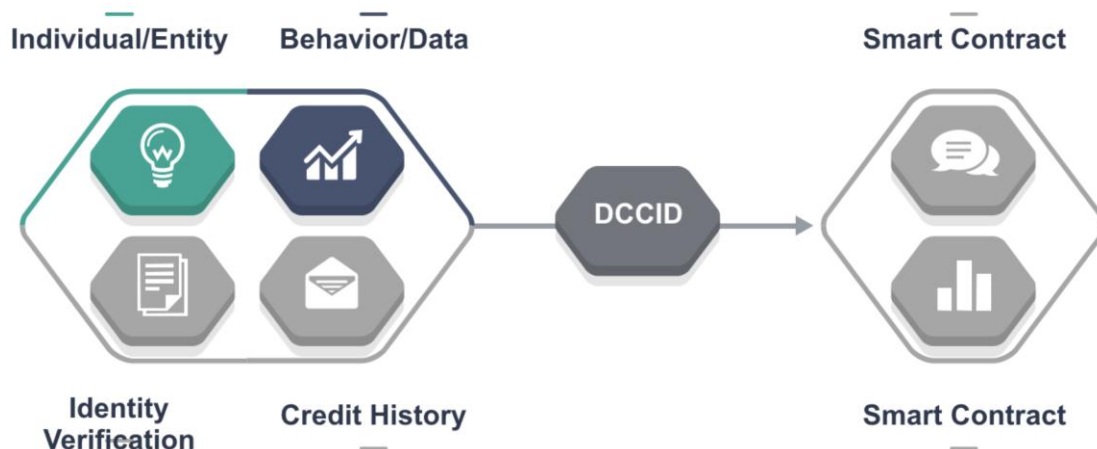 Individual/Entity
Behavior/Data
Smart Contract
DCCID
Identity
Verification
Credit History
Smart Contract